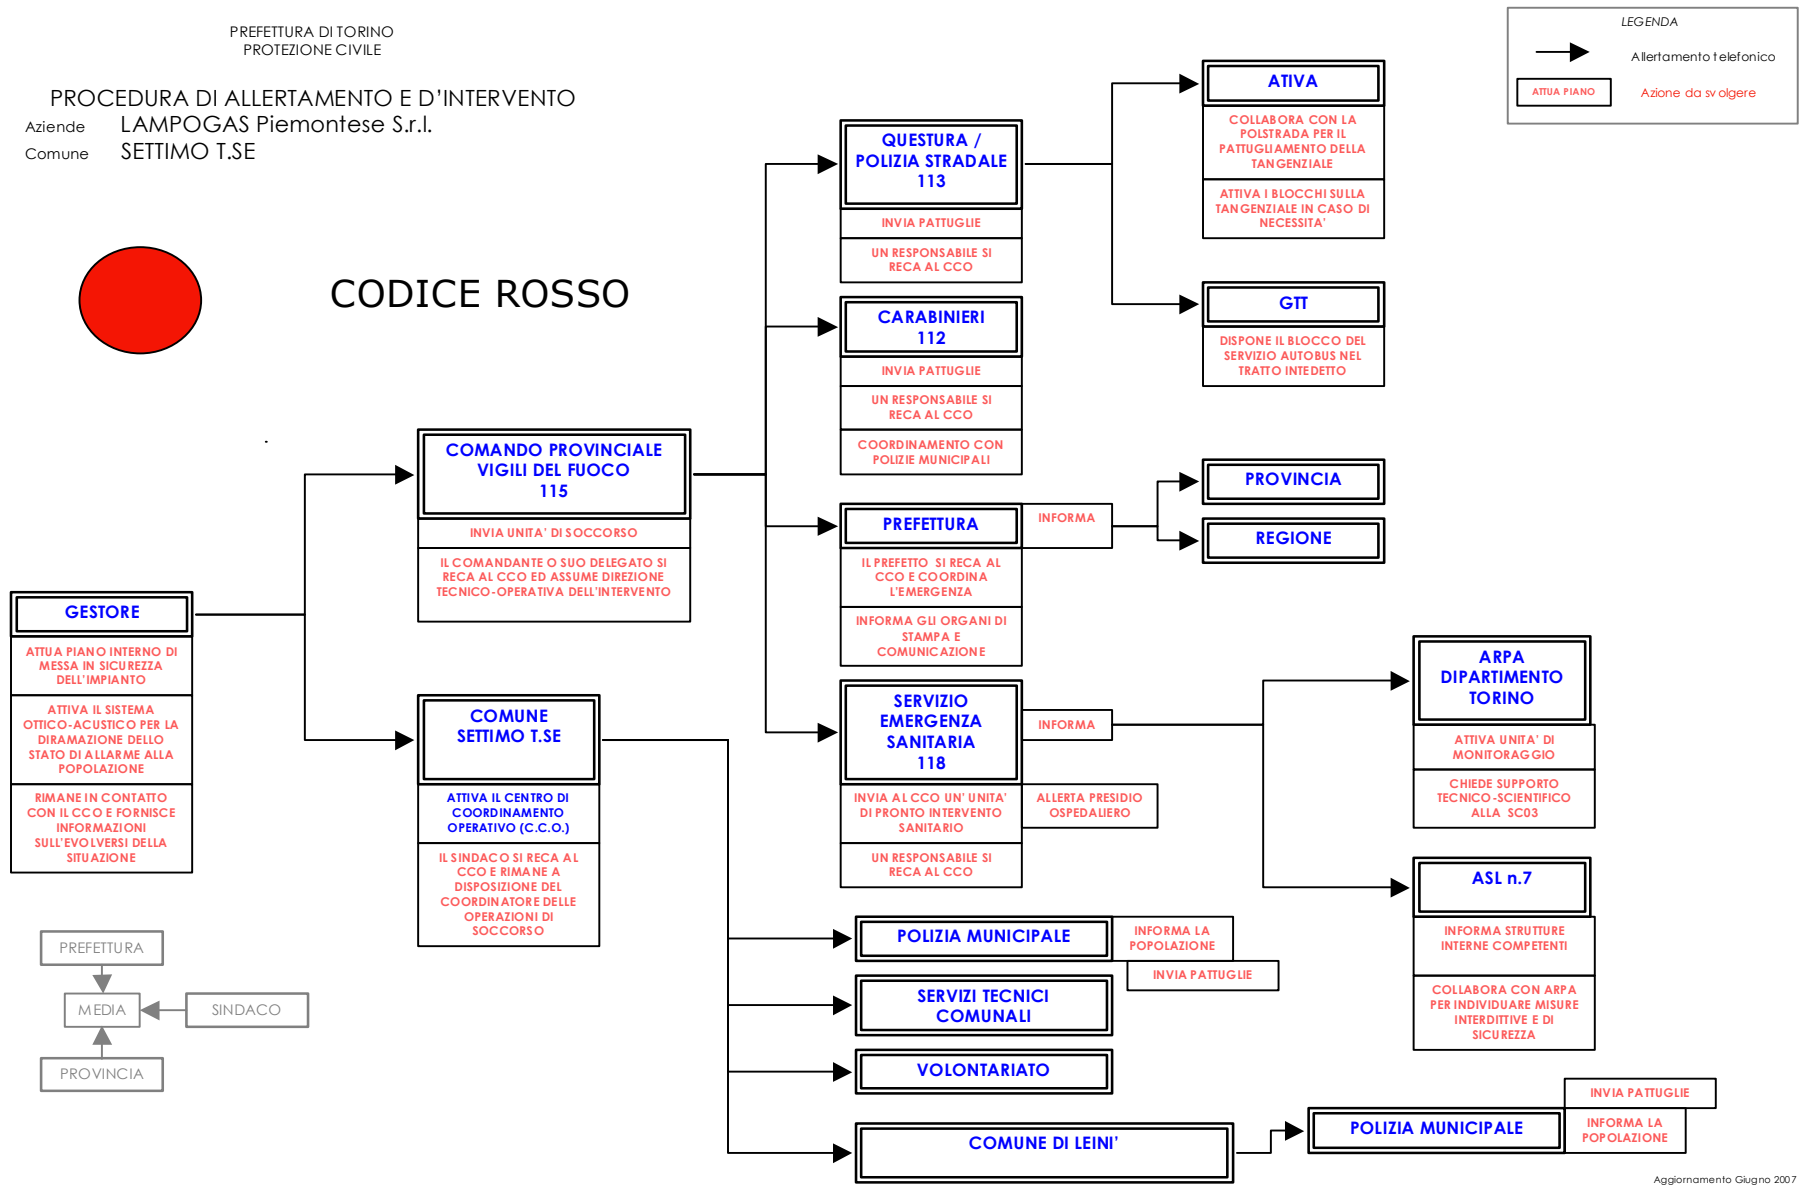 PREFETTURA DI TORINO
PROTEZIONE CIVILE
PROCEDURA DI ALLERTAMENTO E D'INTERVENTO
Aziende LAMPOGAS Piemontese S.r.l.
Comune SETTIMO T.SE
CODICE ROSSO
LEGENDA
Allertamento telefonico
ATTUA PIANO
Azione da svolgere
GESTORE
ATTUA PIANO INTERNO DI
MESSA IN SICUREZZA
DELL'IMPIANTO
ATTIVA IL SISTEMA
OTTICO-ACUSTICO PER LA
DIRAMAZIONE DELLO
STATO DI ALLARME ALLA
POPOLAZIONE
RIMANE IN CONTATTO
CON IL CCO E FORNISCE
INFORMAZIONI
SULL'EVOLVERSI DELLA
SITUAZIONE
COMANDO PROVINCIALE
VIGILI DEL FUOCO
115
INVIA UNITA' DI SOCCORSO
IL COMANDANTE O SUO DELEGATO SI
RECA AL CCO ED ASSUME DIREZIONE
TECNICO-OPERATIVA DELL'INTERVENTO
COMUNE
SETTIMO T.SE
ATTIVA IL CENTRO DI
COORDINAMENTO
OPERATIVO (C.C.O.)
IL SINDACO SI RECA AL
CCO E RIMANE A
DISPOSIZIONE DEL
COORDINATORE DELLE
OPERAZIONI DI
SOCCORSO
QUESTURA /
POLIZIA STRADALE
113
INVIA PATTUGLIE
UN RESPONSABILE SI
RECA AL CCO
CARABINIERI
112
INVIA PATTUGLIE
UN RESPONSABILE SI
RECA AL CCO
COORDINAMENTO CON
POLIZIE MUNICIPALI
PREFETTURA
INFORMA
IL PREFETTO SI RECA AL
CCO E COORDINA
L'EMERGENZA
INFORMA GLI ORGANI DI
STAMPA E
COMUNICAZIONE
SERVIZIO
EMERGENZA
SANITARIA
118
INFORMA
INVIA AL CCO UN' UNITA'
DI PRONTO INTERVENTO
SANITARIO
ALLERTA PRESIDIO
OSPEDALIERO
UN RESPONSABILE SI
RECA AL CCO
ATIVA
COLLABORA CON LA
POLSTRADA PER IL
PATTUGLIAMENTO DELLA
TANGENZIALE
ATTIVA I BLOCCHI SULLA
TANGENZIALE IN CASO DI
NECESSITA'
GTT
DISPONE IL BLOCCO DEL
SERVIZIO AUTOBUS NEL
TRATTO INTEDETTO
PROVINCIA
REGIONE
ARPA
DIPARTIMENTO
TORINO
ATTIVA UNITA' DI
MONITORAGGIO
CHIEDE SUPPORTO
TECNICO-SCIENTIFICO
ALLA SC03
ASL n.7
INFORMA STRUTTURE
INTERNE COMPETENTI
COLLABORA CON ARPA
PER INDIVIDUARE MISURE
INTERDITTIVE E DI
SICUREZZA
POLIZIA MUNICIPALE
INFORMA LA
POPOLAZIONE
INVIA PATTUGLIE
SERVIZI TECNICI
COMUNALI
VOLONTARIATO
COMUNE DI LEINI'
POLIZIA MUNICIPALE
INVIA PATTUGLIE
INFORMA LA
POPOLAZIONE
PREFETTURA
MEDIA
SINDACO
PROVINCIA
Aggiornamento Giugno 2007